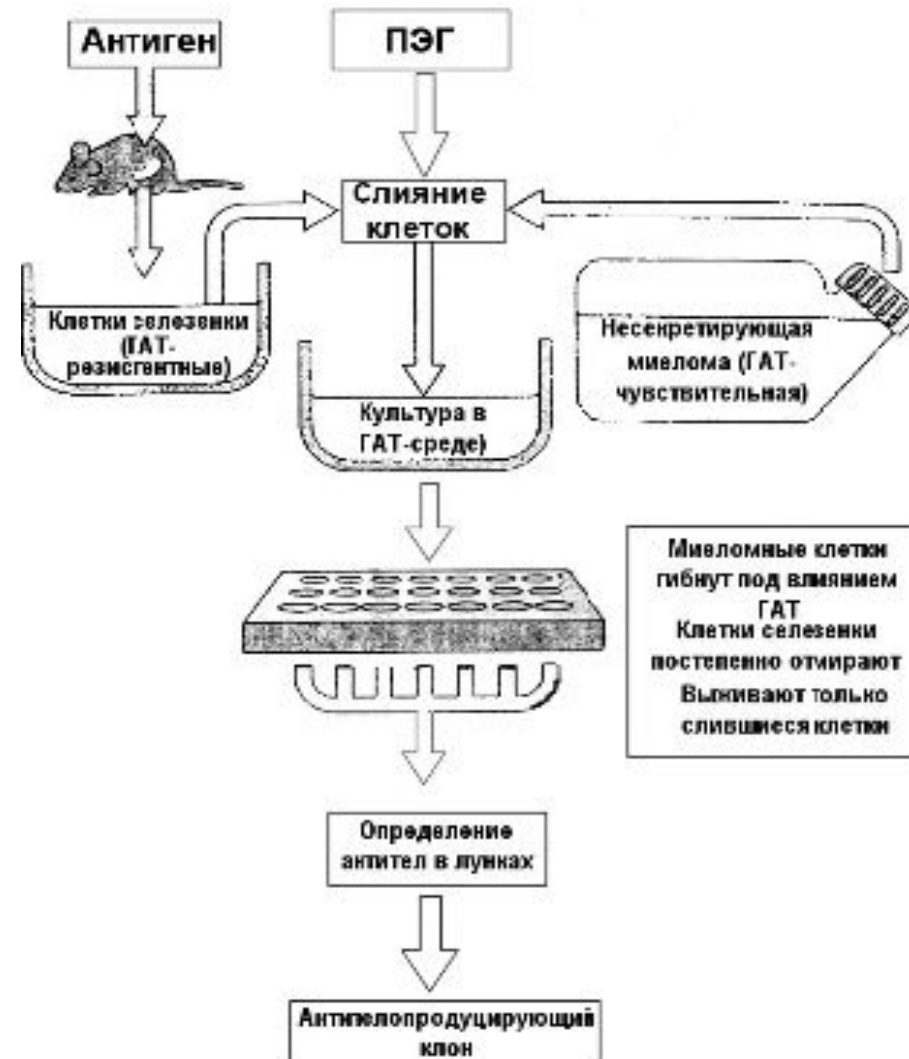 Антиген
ПЭГ
Слияние
клеток
Клетки селезенки
(ГАТ-
резистентные)
Несекретирующая
миелома (ГАТ-
чувствительная)
Культура в
ГАТ-среде)
Миеломные клетки
гибнут под влиянием
ГАТ
Клетки селезенки
постепенно отмирают
Выживают только
слившиеся клетки
Определение
антител в лунках
Антителопродуцирующий
клон